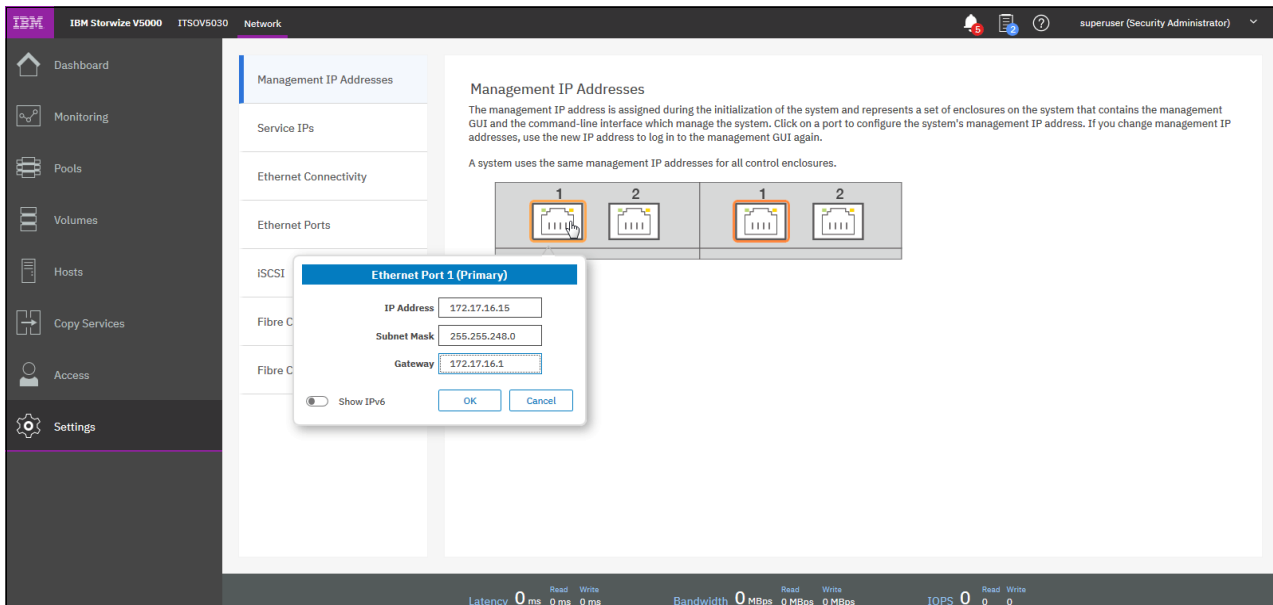 IBM
IBM Storwize V5000 ITSOV5030 Network
5
2
superuser (Security Administrator)
Dashboard
Monitoring
Pools
Volumes
Hosts
Copy Services
Access
Settings
Management IP Addresses
Service IPs
Ethernet Connectivity
Ethernet Ports
iSCSI
Fibre C
Fibre C
Management IP Addresses
The management IP address is assigned during the initialization of the system and represents a set of enclosures on the system that contains the management
GUI and the command-line interface which manage the system. Click on a port to configure the system's management IP address. If you change management IP
addresses, use the new IP address to log in to the management GUI again.
A system uses the same management IP addresses for all control enclosures.
1 2 1 2
Ethernet Port 1 (Primary)
IP Address 172.17.16.15
Subnet Mask 255.255.248.0
Gateway 172.17.16.1
Show IPv6 OK Cancel
Read Write Read Write Read Write
Latency 0 ms 0 ms 0 ms Bandwidth 0 MBps 0 MBps 0 MBps IOPS 0 0 0